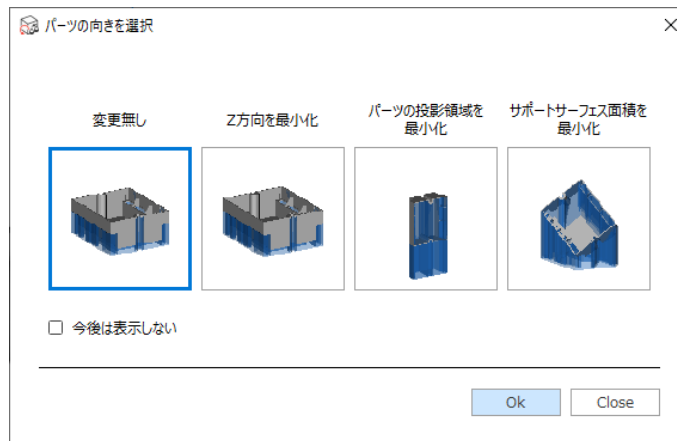 パーツの向きを選択
変更無し
Z方向を最小化
パーツの投影領域を
最小化
サポートサーフェス面積を
最小化
今後は表示しない
Ok
Close